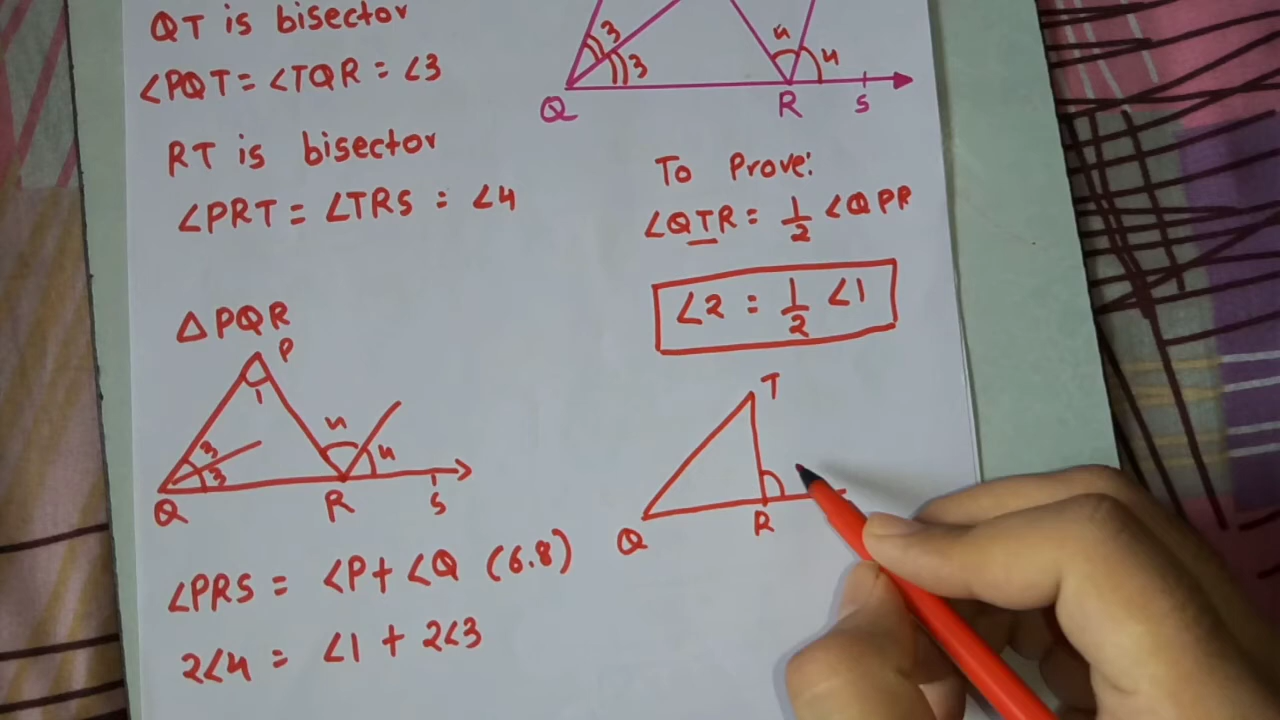 QT is bisector
∠PQT = ∠TQR = ∠3
RT is bisector
∠PRT = ∠TRS = ∠4
3
3
4
4
Q
R
S
To Prove:
∠QTR = 1/2 ∠QPR
∠2 = 1/2 ∠1
△PQR
P
1
3
3
4
4
Q
R
S
∠PRS = ∠P + ∠Q (6.8)
2∠4 = ∠1 + 2∠3
T
Q
R